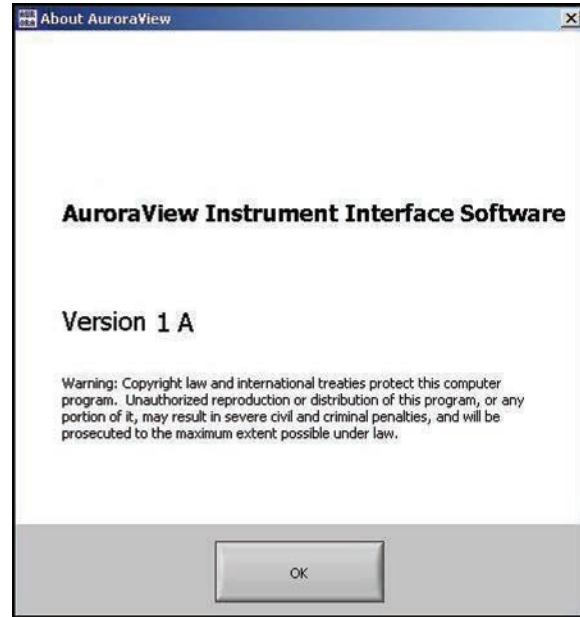 AUR
ORA
About AuroraView
AuroraView Instrument Interface Software
Version 1 A
Warning: Copyright law and international treaties protect this computer
program. Unauthorized reproduction or distribution of this program, or any
portion of it, may result in severe civil and criminal penalties, and will be
prosecuted to the maximum extent possible under law.
OK